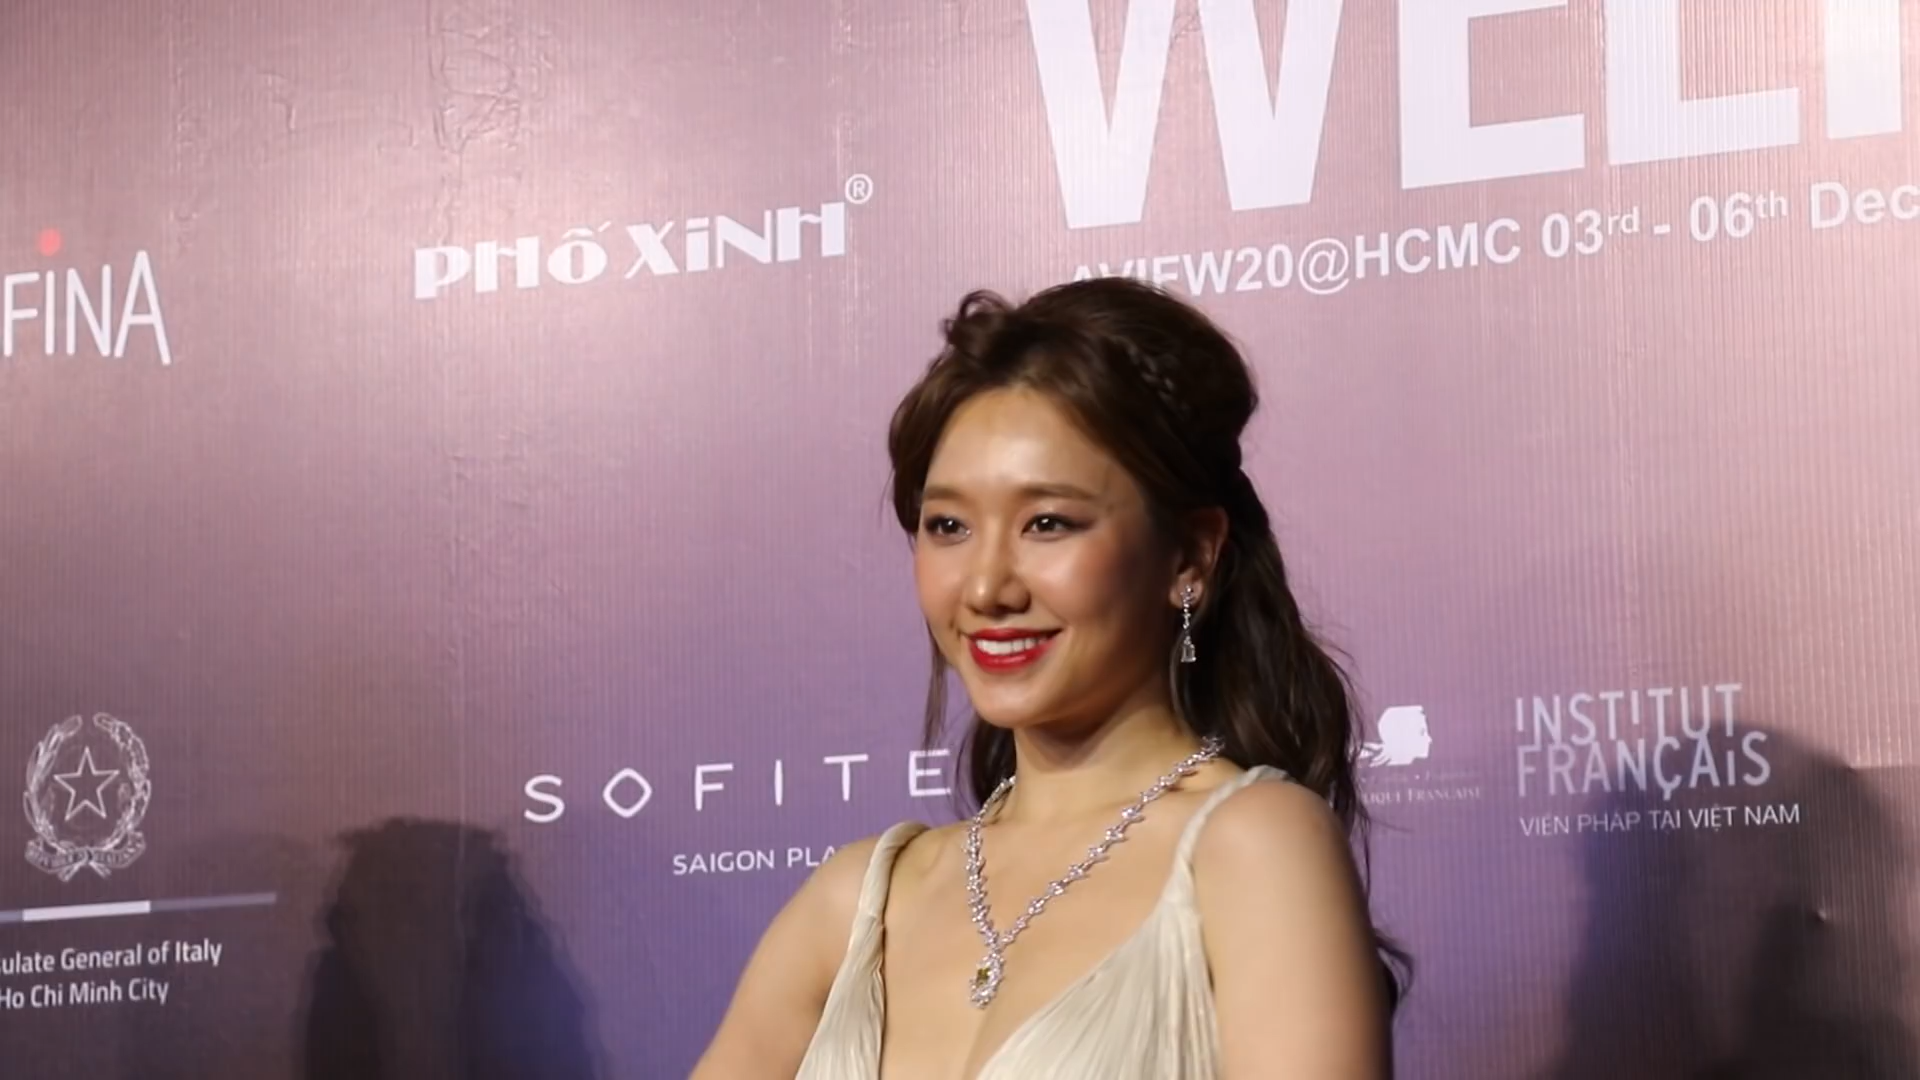 WEL
W20@HCMC 03rd - 06th Dec
PHỐ XiNH®
FINA
INSTITUT
FRANÇAiS
VIỆN PHÁP TẠI VIỆT NAM
SOFITE
SAIGON PLA
ulate General of Italy
Ho Chi Minh City